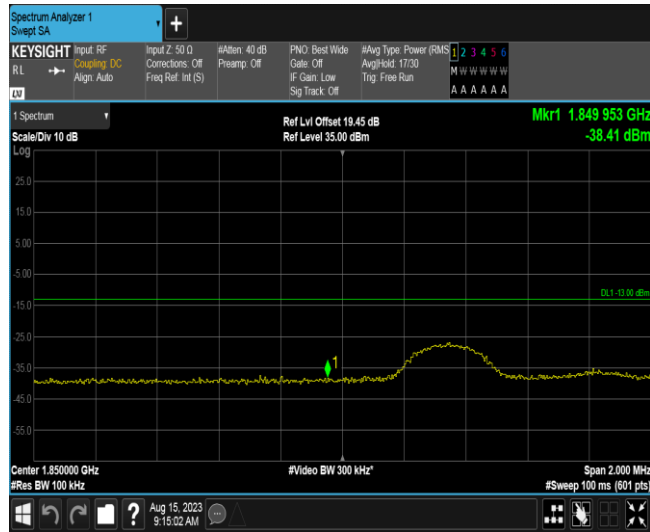 Spectrum Analyzer 1
Swept SA
+
KEYSIGHT
RL
LXI
Input: RF
Coupling: DC
Align: Auto
Input Z: 50 Ω
Corrections: Off
Freq Ref: Int (S)
#Atten: 40 dB
Preamp: Off
PNO: Best Wide
Gate: Off
IF Gain: Low
Sig Track: Off
#Avg Type: Power (RMS
Avg|Hold: 17/30
Trig: Free Run
1 2 3 4 5 6
M W W W W W
A A A A A A
1 Spectrum
Scale/Div 10 dB
Ref Lvl Offset 19.45 dB
Ref Level 35.00 dBm
Mkr1 1.849 953 GHz
-38.41 dBm
Log
25.0
15.0
5.00
-5.00
DL1 -13.00 dBm
-15.0
-25.0
1
-35.0
-45.0
-55.0
Center 1.850000 GHz
#Res BW 100 kHz
#Video BW 300 kHz*
Span 2.000 MHz
#Sweep 100 ms (601 pts)
?
Aug 15, 2023
9:15:02 AM